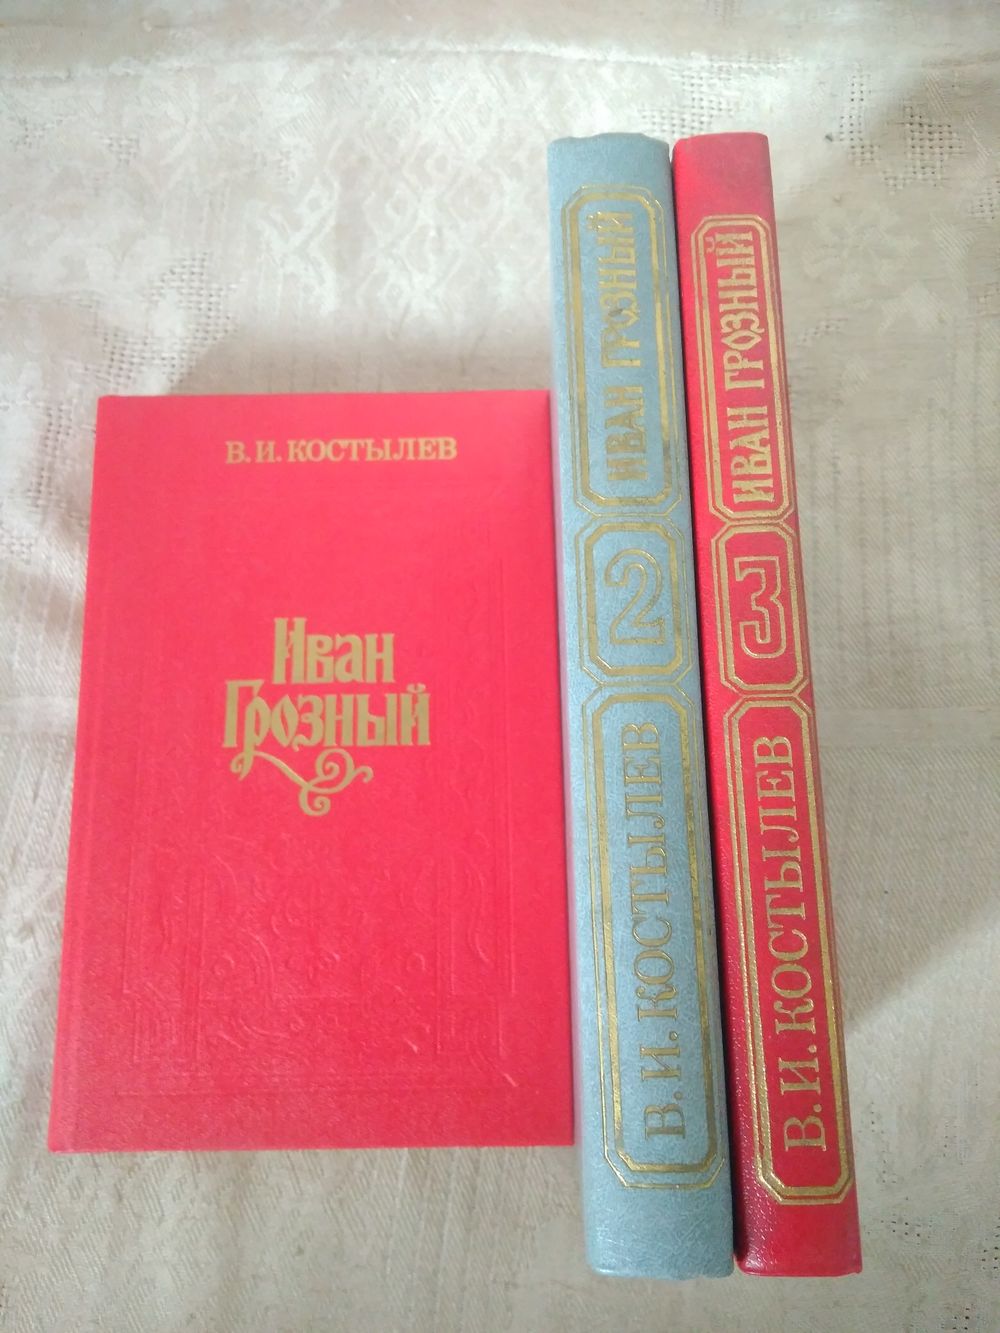 В. И. КОСТЫЛЕВ
Иван
Грозный
В. И. КОСТЫЛЕВ 2 ИВАН ГРОЗНЫЙ
В. И. КОСТЫЛЕВ 3 ИВАН ГРОЗНЫЙ